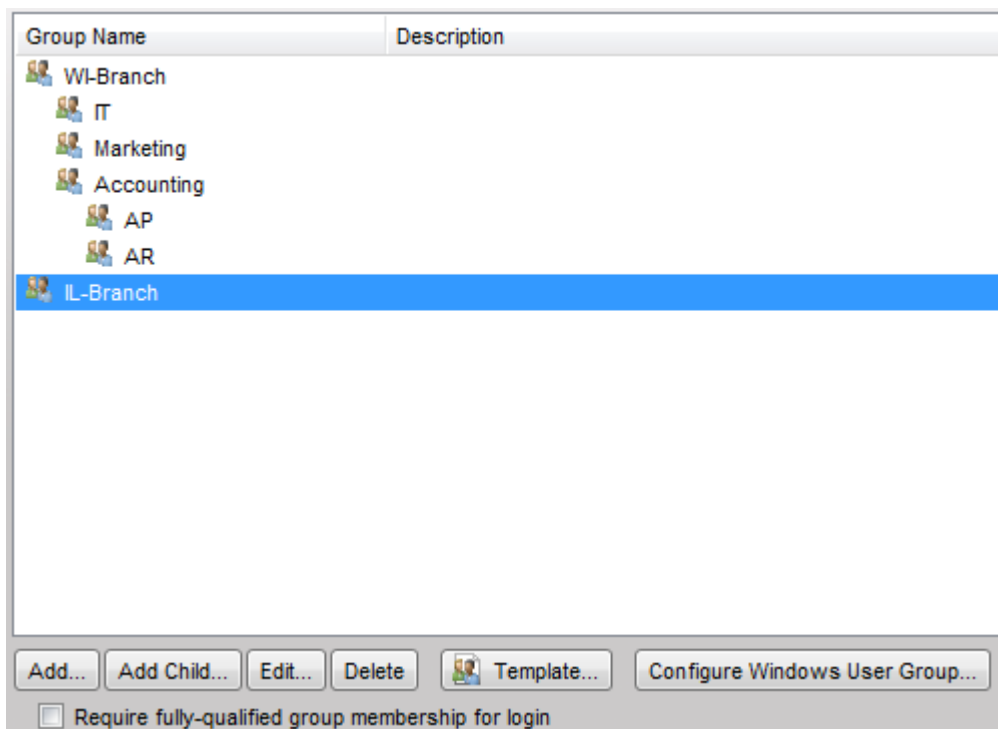 Group Name Description
WI-Branch
IT
Marketing
Accounting
AP
AR
IL-Branch
Add... Add Child... Edit... Delete Template... Configure Windows User Group...
Require fully-qualified group membership for login